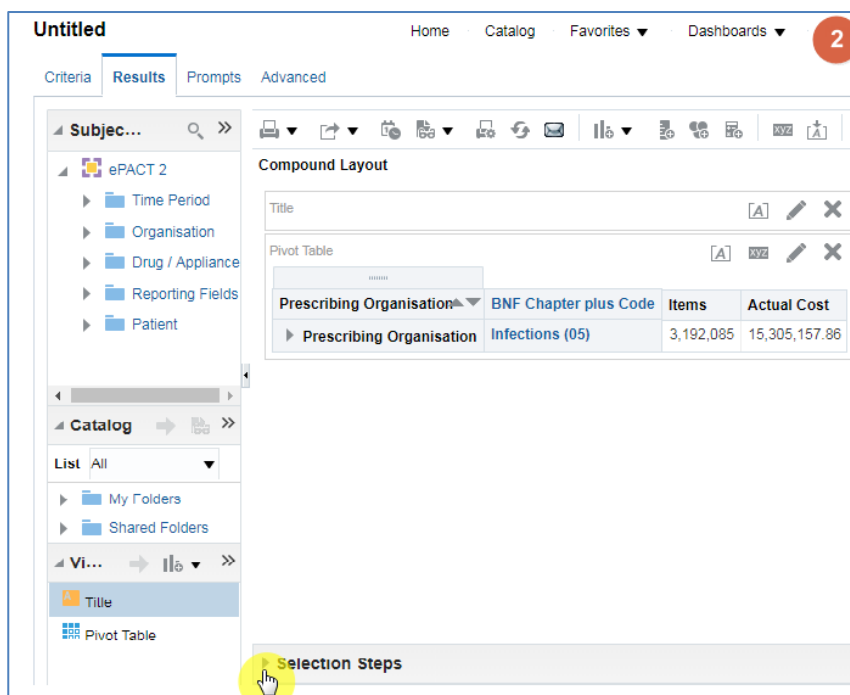 Untitled
Home Catalog Favorites Dashboards
2
Criteria Results Prompts Advanced
Subjec...
ePACT 2
Time Period
Organisation
Drug / Appliance
Reporting Fields
Patient
Catalog
List All
My Folders
Shared Folders
Vi...
Title
Pivot Table
xyz [A]
Compound Layout
Title
[A]
Pivot Table
[A] xyz
Prescribing Organisation BNF Chapter plus Code Items Actual Cost
Prescribing Organisation Infections (05) 3,192,085 15,305,157.86
Selection Steps